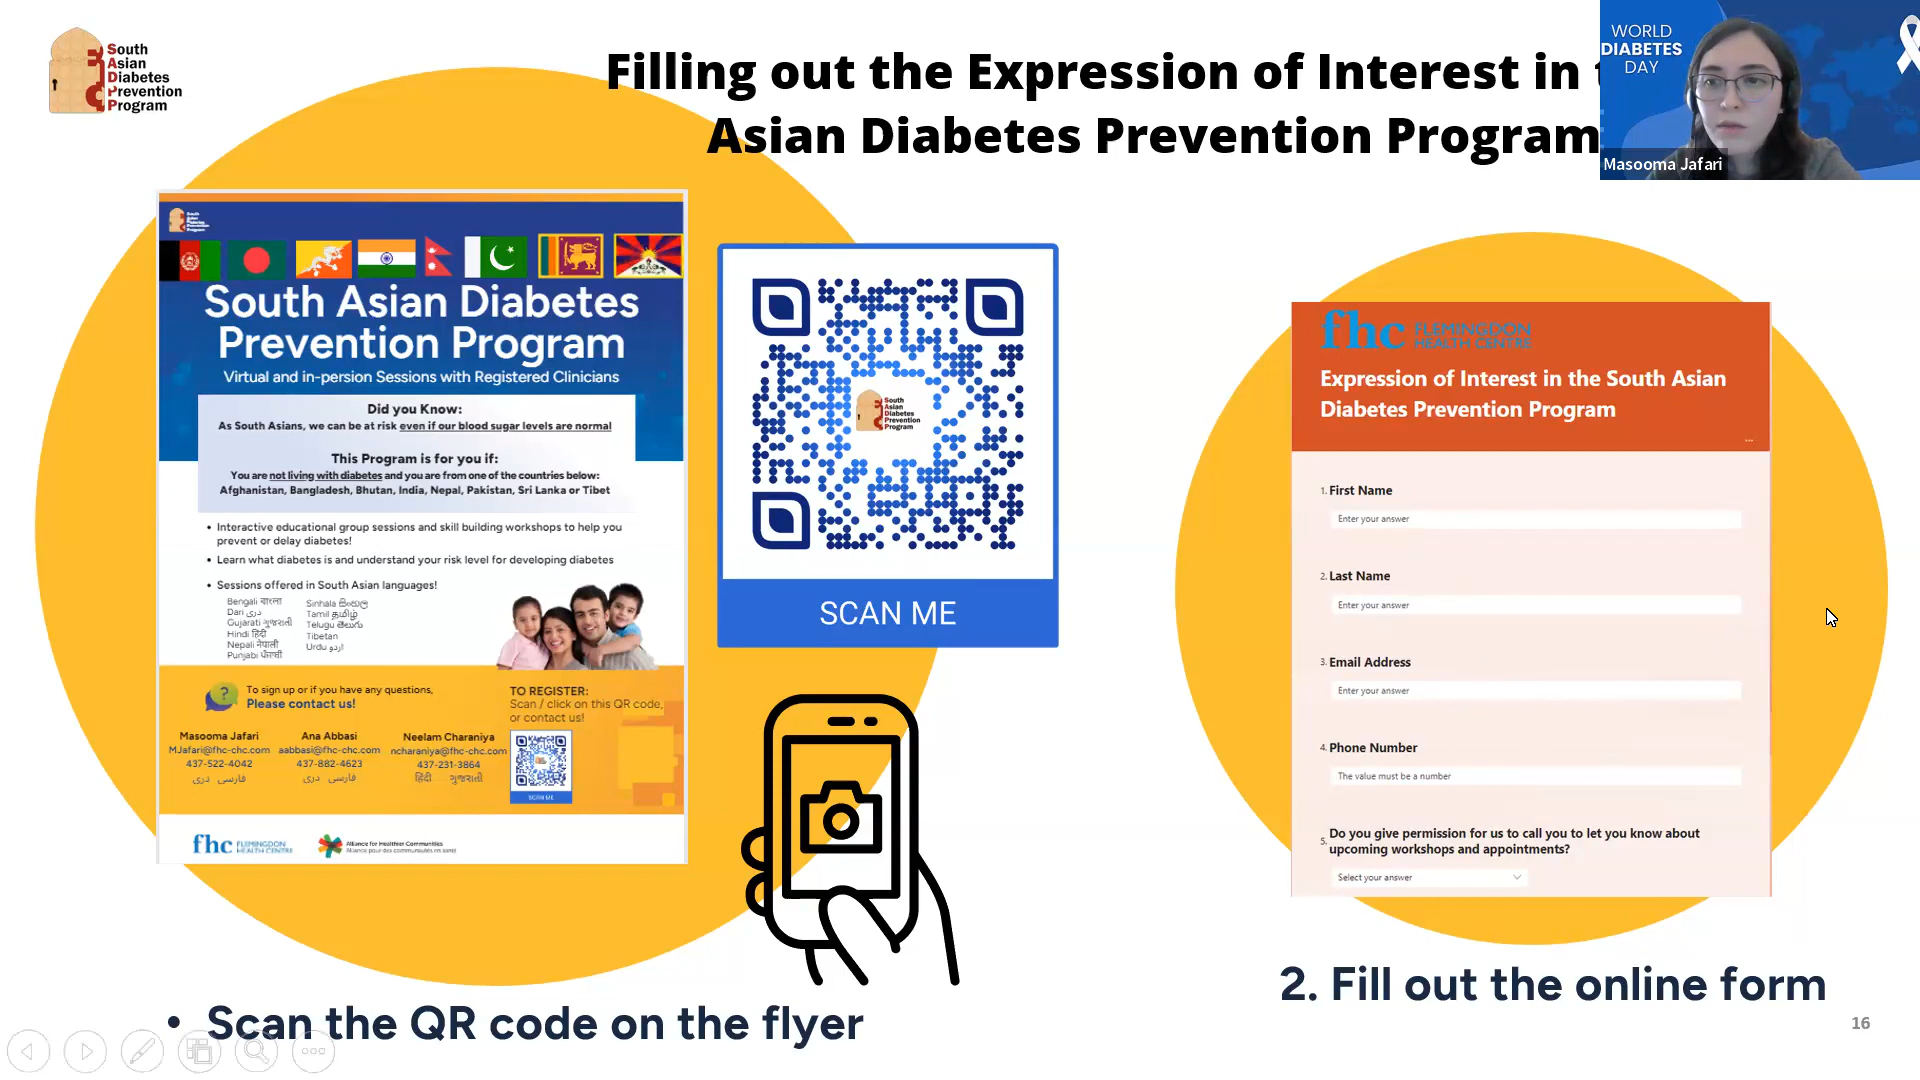 South
Asian
Diabetes
Prevention
Program
Filling out the Expression of Interest in
Asian Diabetes Prevention Program
WORLD
DIABETES
DAY
Masooma Jafari
South Asian Diabetes
Prevention Program
Virtual and in-persion Sessions with Registered Clinicians
Did you Know:
As South Asians, we can be at risk even if our blood sugar levels are normal
This Program is for you if:
You are not living with diabetes and you are from one of the countries below:
Afghanistan, Bangladesh, Bhutan, India, Nepal, Pakistan, Sri Lanka or Tibet
• Interactive educational group sessions and skill building workshops to help you
prevent or delay diabetes!
• Learn what diabetes is and understand your risk level for developing diabetes
• Sessions offered in South Asian languages!
Bengali বাংলা
Dari دری
Gujarati ગુજરાતી
Hindi हिंदी
Nepali नेपाली
Punjabi ਪੰਜਾਬੀ
Sinhala සිංහල
Tamil தமிழ்
Telugu తెలుగు
Tibetan
Urdu اردو
To sign up or if you have any questions,
Please contact us!
TO REGISTER:
Scan / click on this QR code,
or contact us!
Masooma Jafari
MJafari@fhc-chc.com
437-522-4042
فارسی دری
Ana Abbasi
aabbasi@fhc-chc.com
437-882-4623
فارسی دری
Neelam Charaniya
ncharaniya@fhc-chc.com
437-231-3864
हिंदी ગુજરાતી
SCAN ME
fhc FLEMINGDON
HEALTH CENTRE
Alliance for Healthier Communities
Alliance pour des communautés en santé
South
Asian
Diabetes
Prevention
Program
SCAN ME
• Scan the QR code on the flyer
fhc FLEMINGDON
HEALTH CENTRE
Expression of Interest in the South Asian
Diabetes Prevention Program
...
1. First Name
Enter your answer
2. Last Name
Enter your answer
3. Email Address
Enter your answer
4. Phone Number
The value must be a number
5. Do you give permission for us to call you to let you know about
upcoming workshops and appointments?
Select your answer
2. Fill out the online form
16